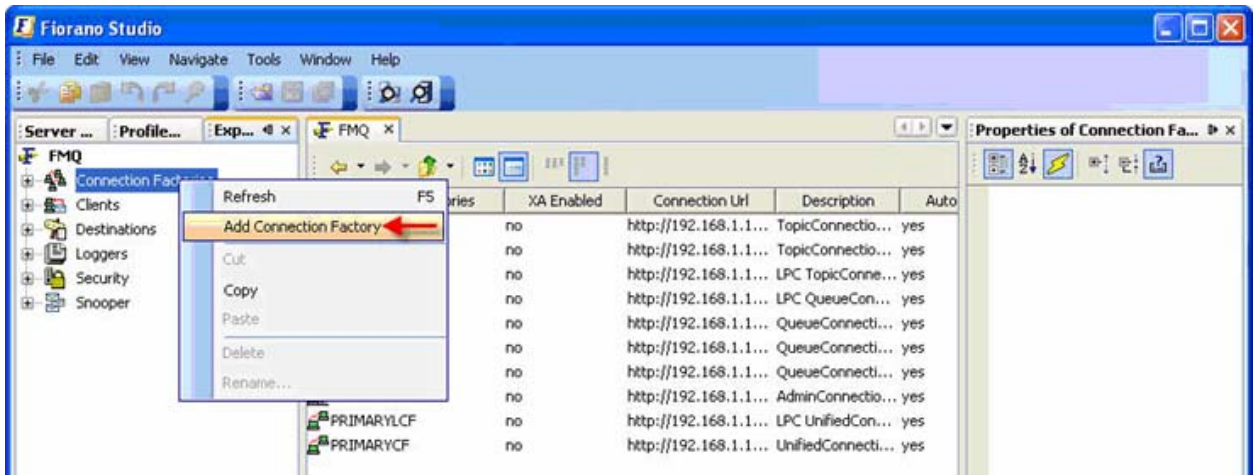 Fiorano Studio
File Edit View Navigate Tools Window Help
Server ... Profile... Exp...
FMQ
Properties of Connection Fa...
FMQ
Connection Fac
Clients
Destinations
Loggers
Security
Snooper
Refresh F5
Add Connection Factory
Cut
Copy
Paste
Delete
Rename...
ries XA Enabled Connection Url Description Auto
no http://192.168.1.1... TopicConnectio... yes
no http://192.168.1.1... TopicConnectio... yes
no http://192.168.1.1... LPC TopicConne... yes
no http://192.168.1.1... LPC QueueCon... yes
no http://192.168.1.1... QueueConnecti... yes
no http://192.168.1.1... QueueConnecti... yes
no http://192.168.1.1... QueueConnecti... yes
no http://192.168.1.1... AdminConnectio... yes
PRIMARYLCF no http://192.168.1.1... LPC UnifiedCon... yes
PRIMARYCF no http://192.168.1.1... UnifiedConnecti... yes